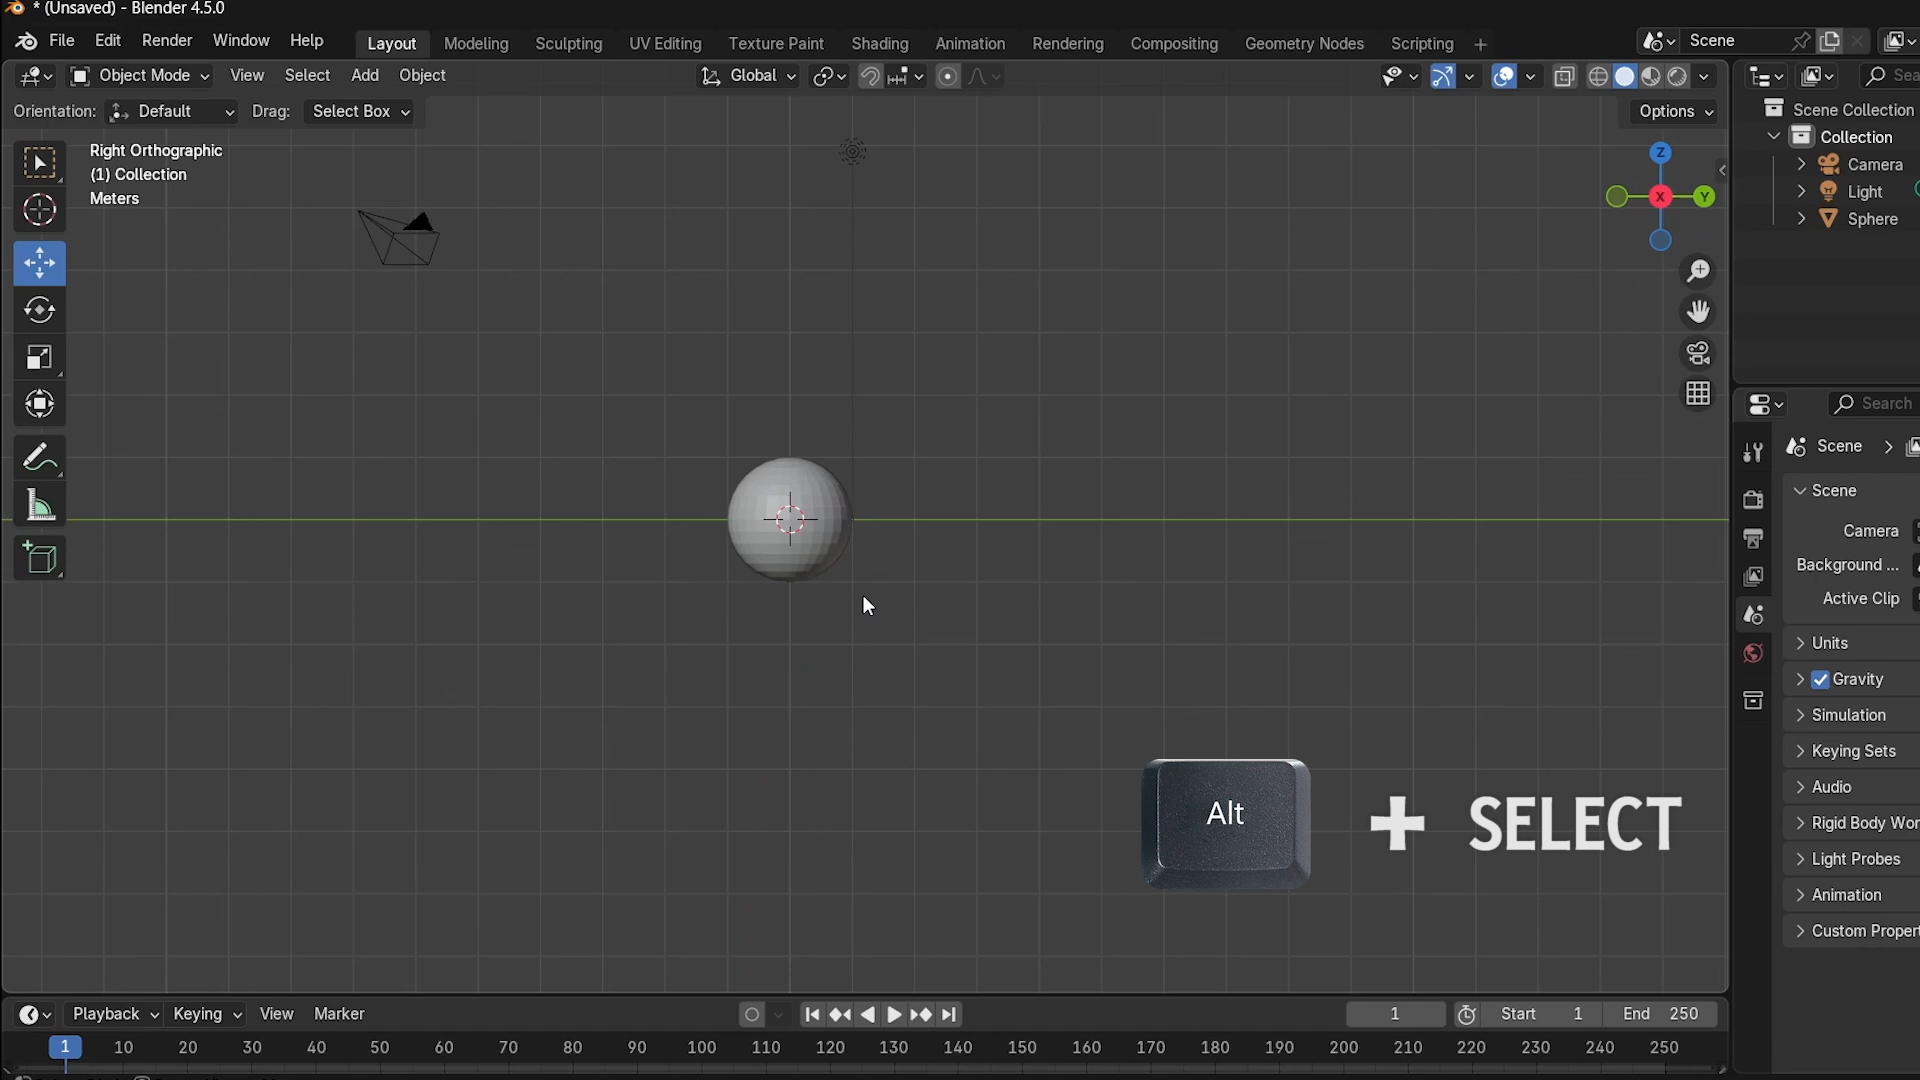 * (Unsaved) - Blender 4.5.0
File Edit Render Window Help Layout Modeling Sculpting UV Editing Texture Paint Shading Animation Rendering Compositing Geometry Nodes Scripting + Scene
Object Mode View Select Add Object Global
Orientation: Default Drag: Select Box Options
Right Orthographic
(1) Collection
Meters
Z
X
Y
Scene Collection
Collection
Camera
Light
Sphere
Search
Scene
Scene
Camera
Background ...
Active Clip
Units
Gravity
Simulation
Keying Sets
Audio
Rigid Body Wor
Light Probes
Animation
Custom Propert
Alt + SELECT
Playback Keying View Marker 1 Start 1 End 250
1 10 20 30 40 50 60 70 80 90 100 110 120 130 140 150 160 170 180 190 200 210 220 230 240 250